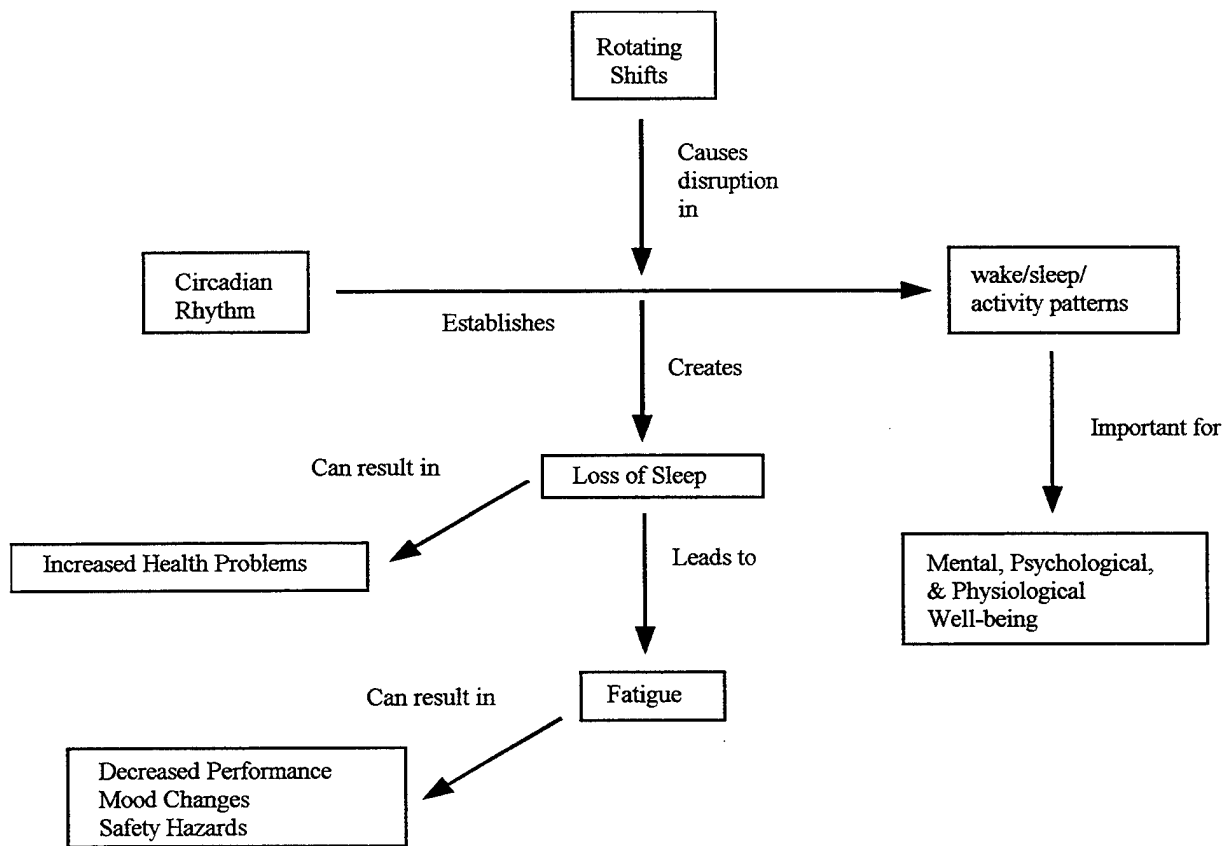 Rotating
Shifts
Causes
disruption
in
Circadian
Rhythm
Establishes
wake/sleep/
activity patterns
Creates
Important for
Can result in
Loss of Sleep
Increased Health Problems
Leads to
Mental, Psychological,
& Physiological
Well-being
Can result in
Fatigue
Decreased Performance
Mood Changes
Safety Hazards